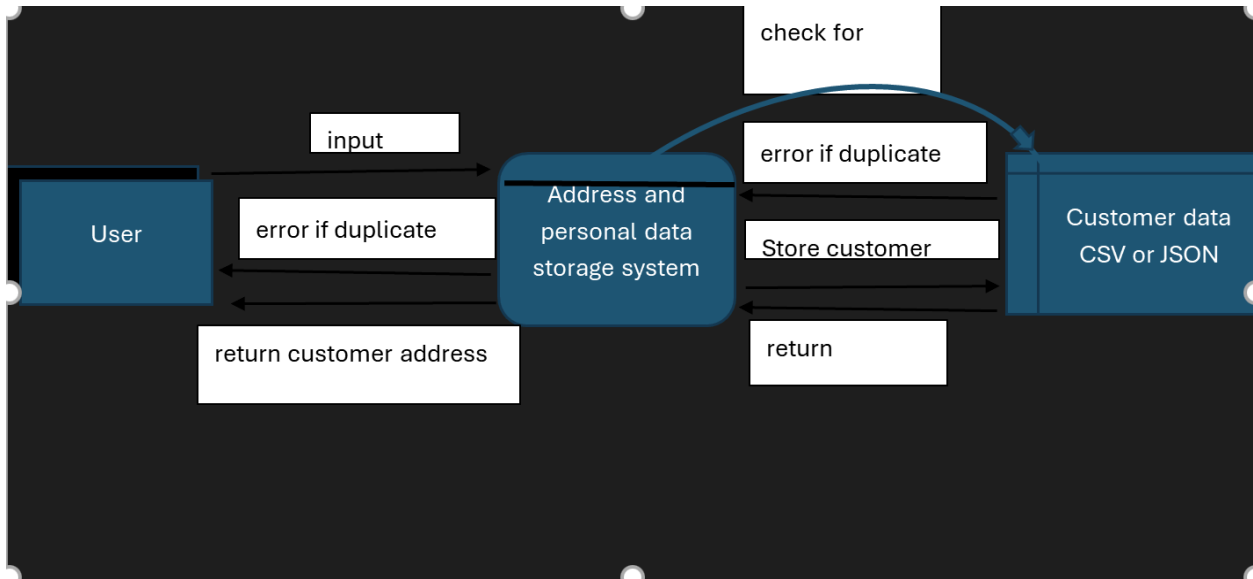 check for
input
error if duplicate
User
error if duplicate
Address and
personal data
storage system
Customer data
CSV or JSON
Store customer
return customer address
return